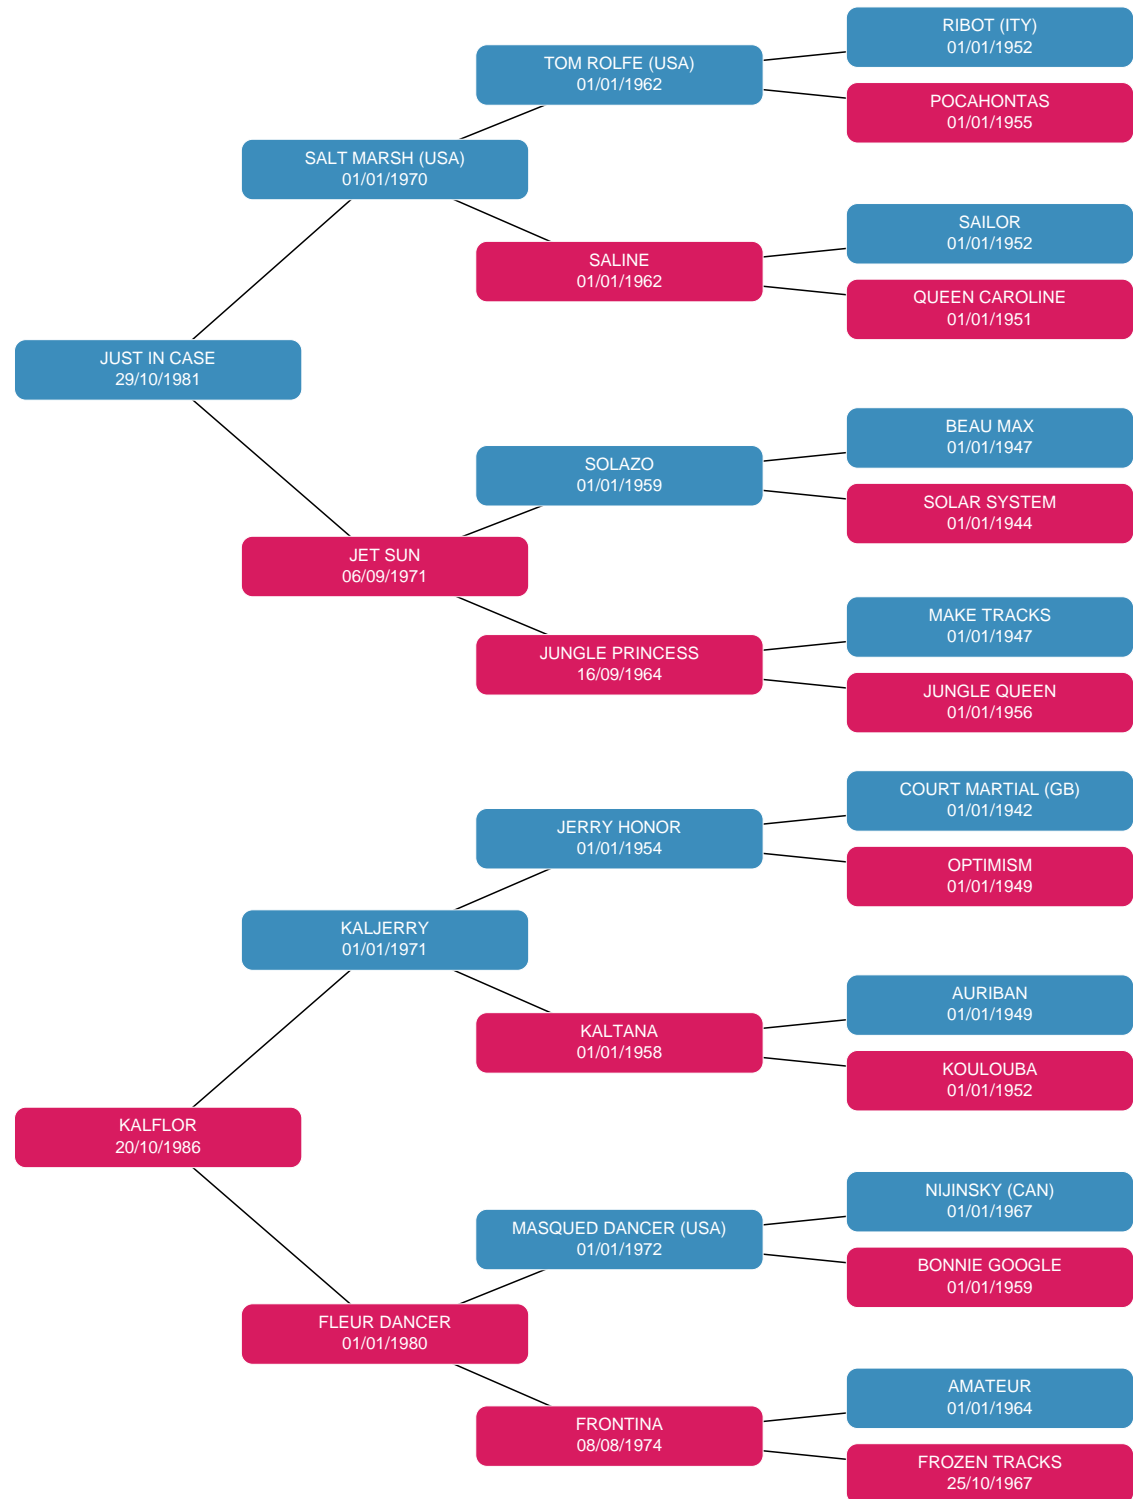 RIBOT (ITY)
01/01/1952
TOM ROLFE (USA)
01/01/1962
POCAHONTAS
01/01/1955
SALT MARSH (USA)
01/01/1970
SAILOR
01/01/1952
SALINE
01/01/1962
QUEEN CAROLINE
01/01/1951
JUST IN CASE
29/10/1981
BEAU MAX
01/01/1947
SOLAZO
01/01/1959
SOLAR SYSTEM
01/01/1944
JET SUN
06/09/1971
MAKE TRACKS
01/01/1947
JUNGLE PRINCESS
16/09/1964
JUNGLE QUEEN
01/01/1956
COURT MARTIAL (GB)
01/01/1942
JERRY HONOR
01/01/1954
OPTIMISM
01/01/1949
KALJERRY
01/01/1971
AURIBAN
01/01/1949
KALTANA
01/01/1958
KOULOUBA
01/01/1952
KALFLOR
20/10/1986
NIJINSKY (CAN)
01/01/1967
MASQUED DANCER (USA)
01/01/1972
BONNIE GOOGLE
01/01/1959
FLEUR DANCER
01/01/1980
AMATEUR
01/01/1964
FRONTINA
08/08/1974
FROZEN TRACKS
25/10/1967